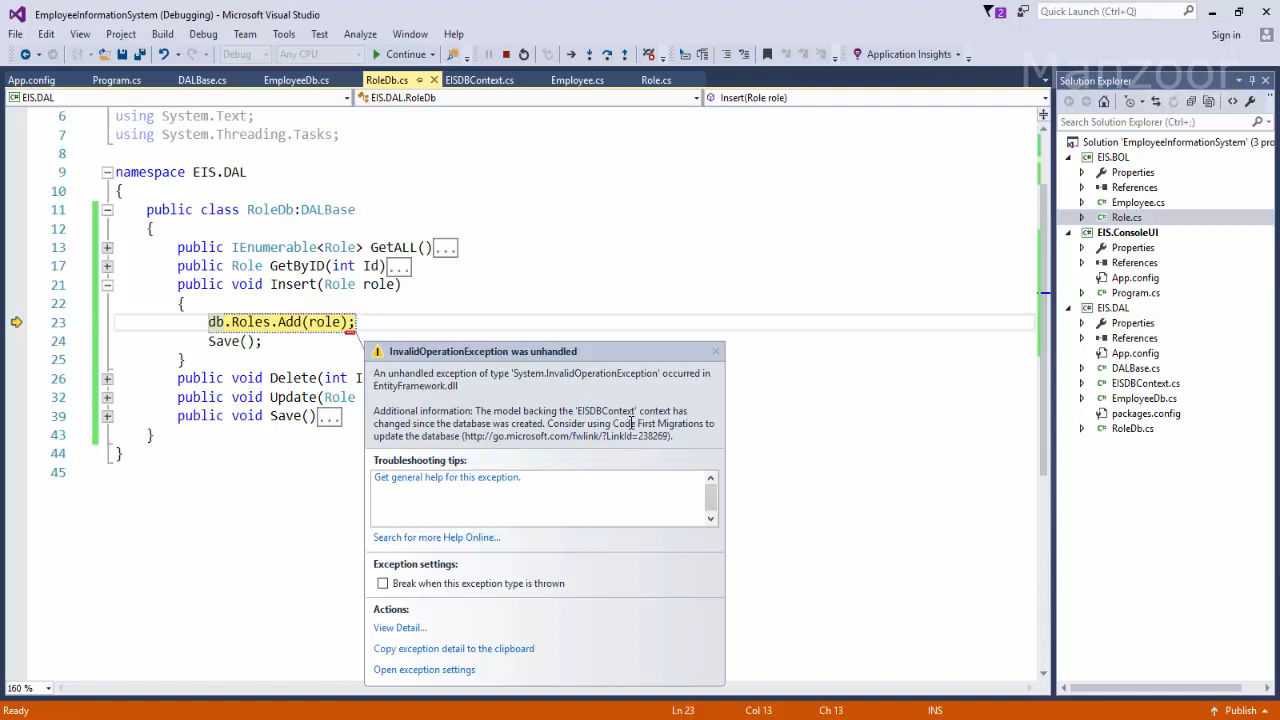 EmployeeInformationSystem (Debugging) - Microsoft Visual Studio
2
Quick Launch (Ctrl+Q)
File Edit View Project Build Debug Team Tools Test Analyze Window Help
Sign in
Debug Any CPU Continue Application Insights
Manzoor
App.config Program.cs DALBase.cs EmployeeDb.cs RoleDb.cs EISDBContext.cs Employee.cs Role.cs
EIS.DAL EIS.DAL.RoleDb Insert(Role role)
6 using System.Text;
7 using System.Threading.Tasks;
8
9 namespace EIS.DAL
10 {
11 public class RoleDb:DALBase
12 {
13 public IEnumerable<Role> GetALL()...
17 public Role GetByID(int Id)...
21 public void Insert(Role role)
22 {
23 db.Roles.Add(role);
24 Save();
25 }
26 public void Delete(int I
32 public void Update(Role
39 public void Save()...
43 }
44 }
45
InvalidOperationException was unhandled
An unhandled exception of type 'System.InvalidOperationException' occurred in
EntityFramework.dll
Additional information: The model backing the 'EISDBContext' context has
changed since the database was created. Consider using Code First Migrations to
update the database (http://go.microsoft.com/fwlink/?LinkId=238269).
Troubleshooting tips:
Get general help for this exception.
Search for more Help Online...
Exception settings:
Break when this exception type is thrown
Actions:
View Detail...
Copy exception detail to the clipboard
Open exception settings
Solution Explorer
Search Solution Explorer (Ctrl+;)
Solution 'EmployeeInformationSystem' (3 pro
EIS.BOL
Properties
References
Employee.cs
Role.cs
EIS.ConsoleUI
Properties
References
App.config
Program.cs
EIS.DAL
Properties
References
App.config
DALBase.cs
EISDBContext.cs
EmployeeDb.cs
packages.config
RoleDb.cs
160 %
Ready Ln 23 Col 13 Ch 13 INS Publish